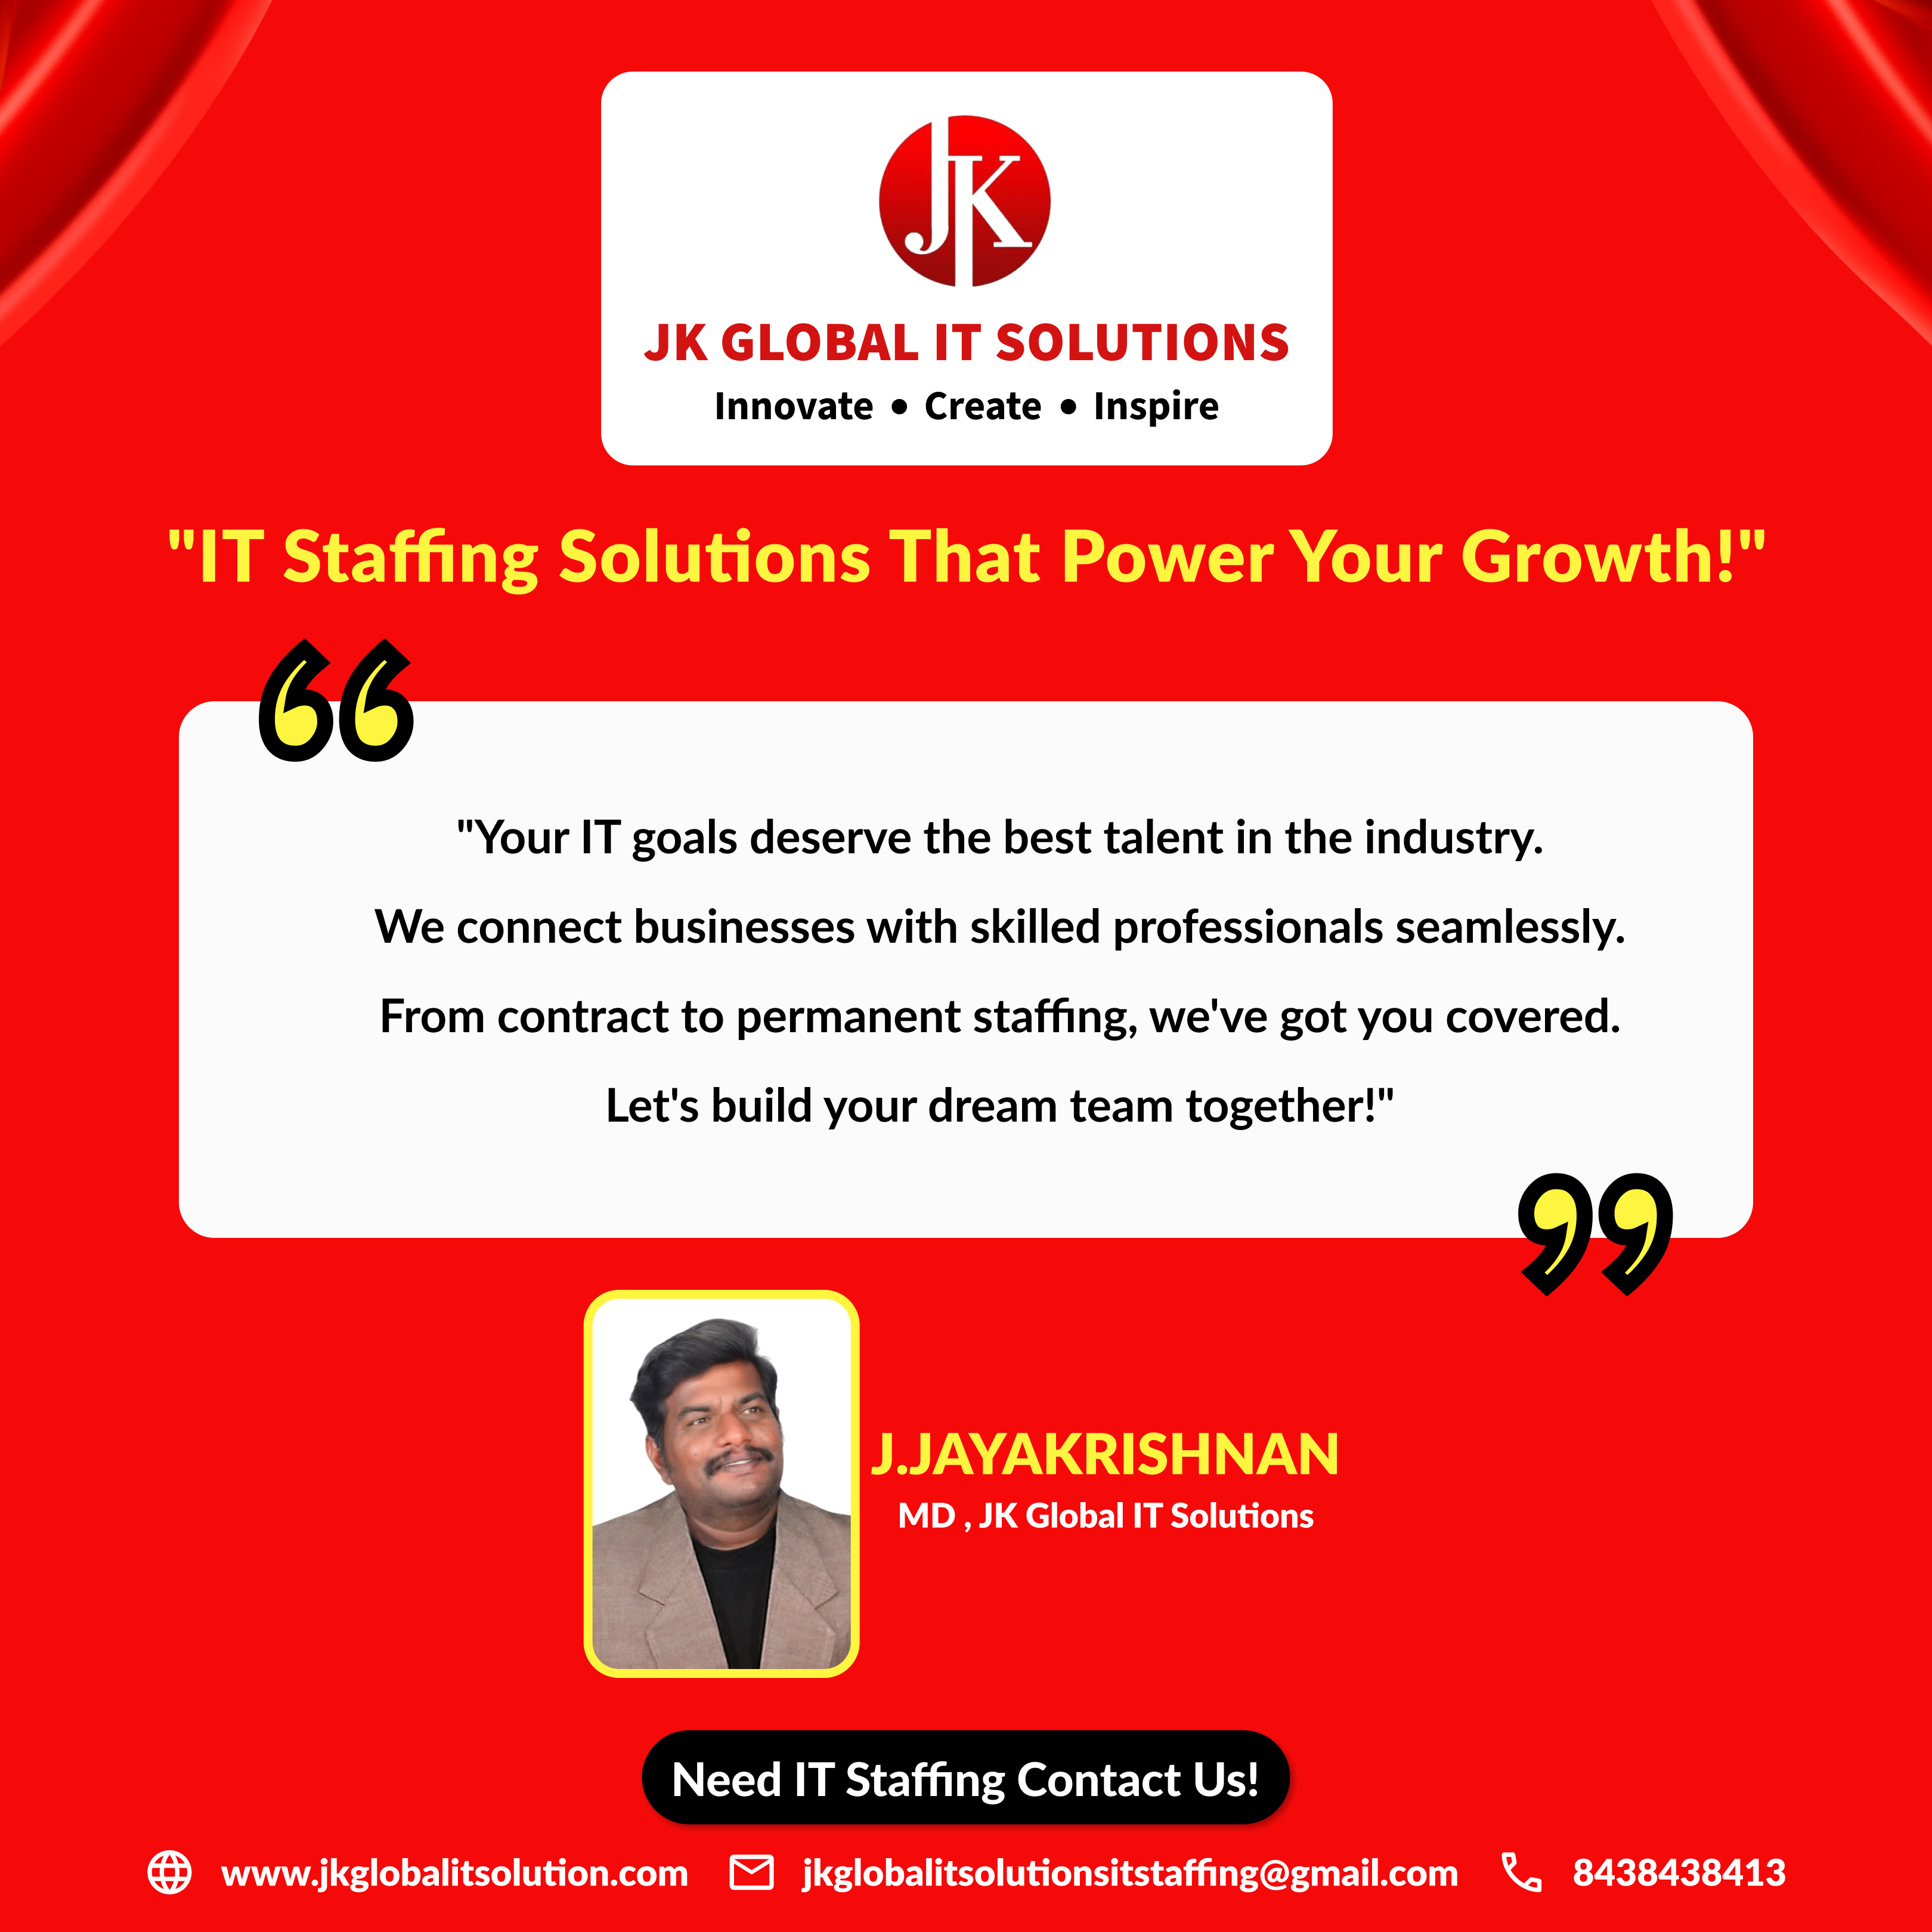 JK
JK GLOBAL IT SOLUTIONS
Innovate • Create • Inspire
"IT Staffing Solutions That Power Your Growth!"
"Your IT goals deserve the best talent in the industry.
We connect businesses with skilled professionals seamlessly.
From contract to permanent staffing, we've got you covered.
Let's build your dream team together!"
J.JAYAKRISHNAN
MD , JK Global IT Solutions
Need IT Staffing Contact Us!
www.jkglobalitsolution.com jkglobalitsolutionsitstaffing@gmail.com 8438438413